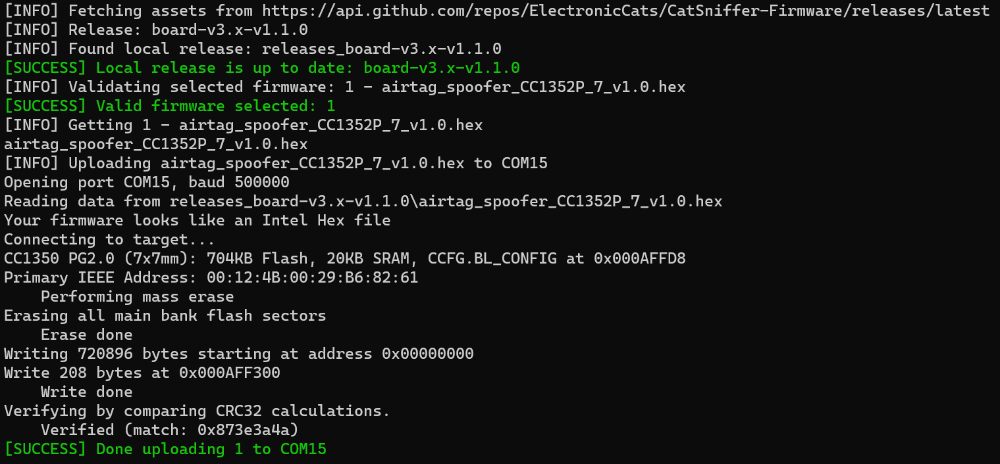 [INFO] Fetching assets from https://api.github.com/repos/ElectronicCats/CatSniffer-Firmware/releases/latest
[INFO] Release: board-v3.x-v1.1.0
[INFO] Found local release: releases_board-v3.x-v1.1.0
[SUCCESS] Local release is up to date: board-v3.x-v1.1.0
[INFO] Validating selected firmware: 1 - airtag_spoofer_CC1352P_7_v1.0.hex
[SUCCESS] Valid firmware selected: 1
[INFO] Getting 1 - airtag_spoofer_CC1352P_7_v1.0.hex
airtag_spoofer_CC1352P_7_v1.0.hex
[INFO] Uploading airtag_spoofer_CC1352P_7_v1.0.hex to COM15
Opening port COM15, baud 500000
Reading data from releases_board-v3.x-v1.1.0\airtag_spoofer_CC1352P_7_v1.0.hex
Your firmware looks like an Intel Hex file
Connecting to target...
CC1350 PG2.0 (7x7mm): 704KB Flash, 20KB SRAM, CCFG.BL_CONFIG at 0x000AFFD8
Primary IEEE Address: 00:12:4B:00:29:B6:82:61
    Performing mass erase
Erasing all main bank flash sectors
    Erase done
Writing 720896 bytes starting at address 0x00000000
Write 208 bytes at 0x000AFF300
    Write done
Verifying by comparing CRC32 calculations.
    Verified (match: 0x873e3a4a)
[SUCCESS] Done uploading 1 to COM15